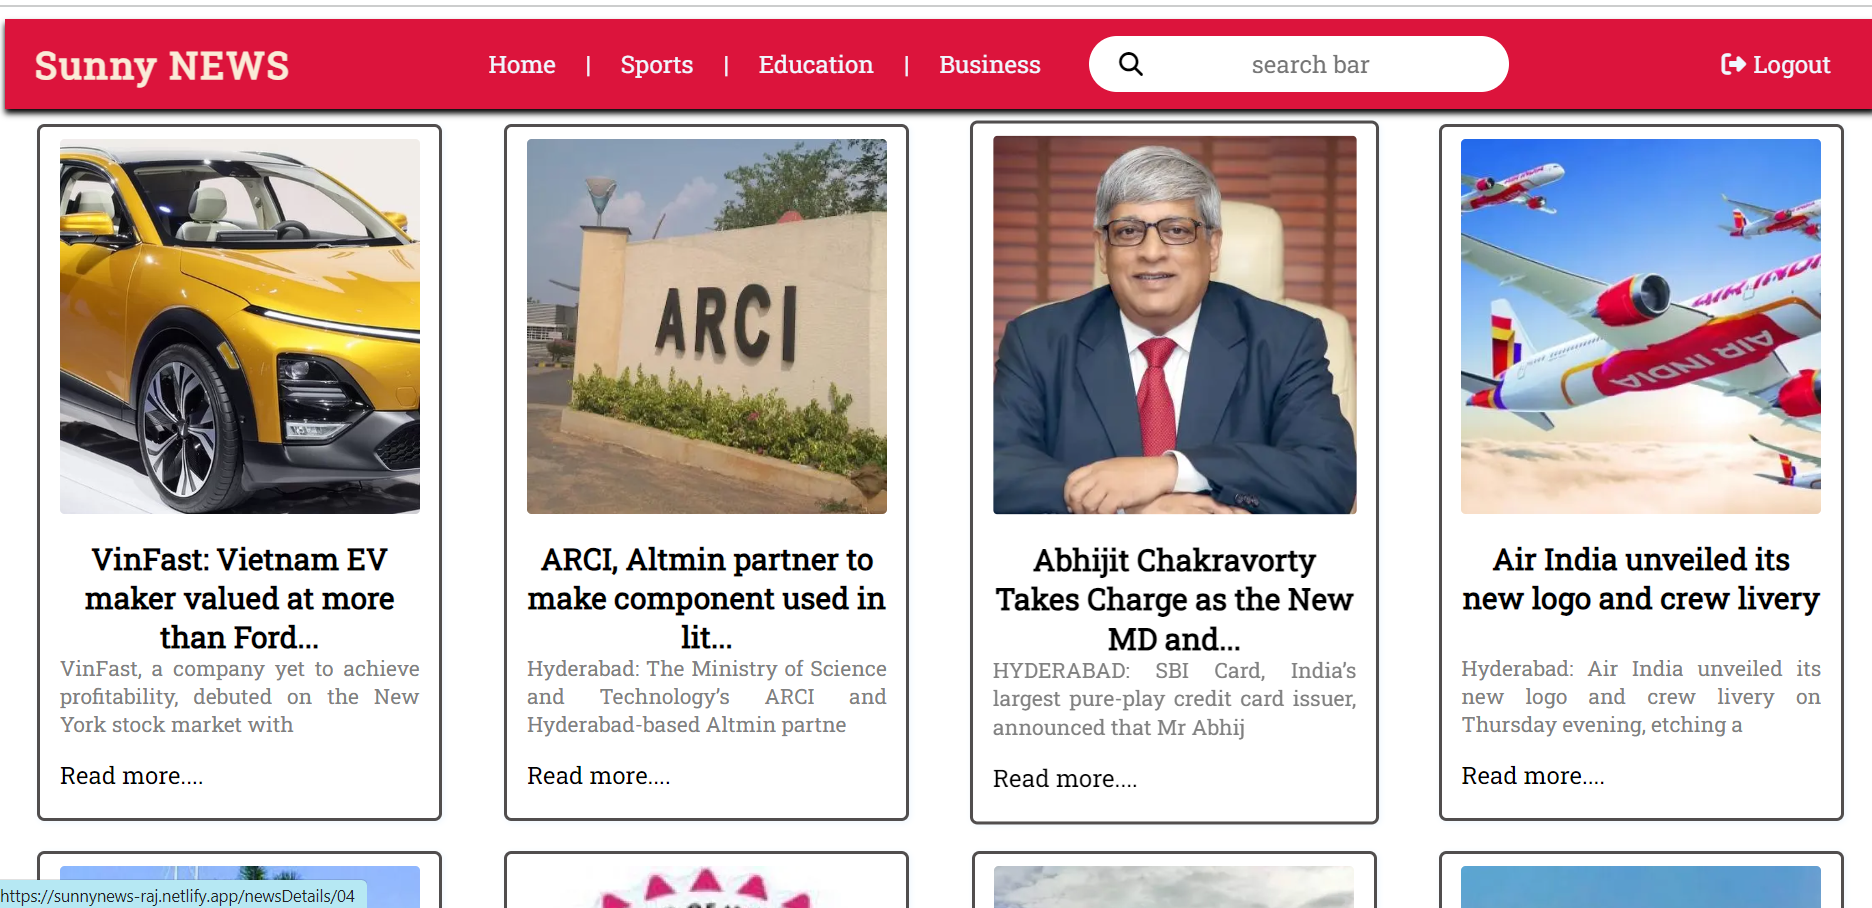 Sunny NEWS
Home | Sports | Education | Business
search bar
Logout
ARCI
AIR INDIA
AIR INDIA
VinFast: Vietnam EV
maker valued at more
than Ford...
VinFast, a company yet to achieve
profitability, debuted on the New
York stock market with
Read more....
ARCI, Altmin partner to
make component used in
lit...
Hyderabad: The Ministry of Science
and Technology’s ARCI and
Hyderabad-based Altmin partne
Read more....
Abhijit Chakravorty
Takes Charge as the New
MD and...
HYDERABAD: SBI Card, India’s
largest pure-play credit card issuer,
announced that Mr Abhij
Read more....
Air India unveiled its
new logo and crew livery
Hyderabad: Air India unveiled its
new logo and crew livery on
Thursday evening, etching a
Read more....
https://sunnynews-raj.netlify.app/newsDetails/04